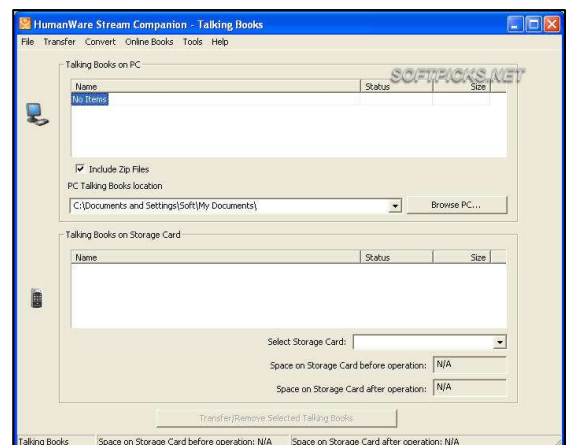 HumanWare Stream Companion - Talking Books
File Transfer Convert Online Books Tools Help
Talking Books on PC
SOFTPICKS.NET
Name Status Size
No Items
Include Zip Files
PC Talking Books location
C:\Documents and Settings\Soft\My Documents\ Browse PC...
Talking Books on Storage Card
Name Status Size
Select Storage Card:
Space on Storage Card before operation: N/A
Space on Storage Card after operation: N/A
Transfer/Remove Selected Talking Books
Talking Books Space on Storage Card before operation: N/A Space on Storage Card after operation: N/A